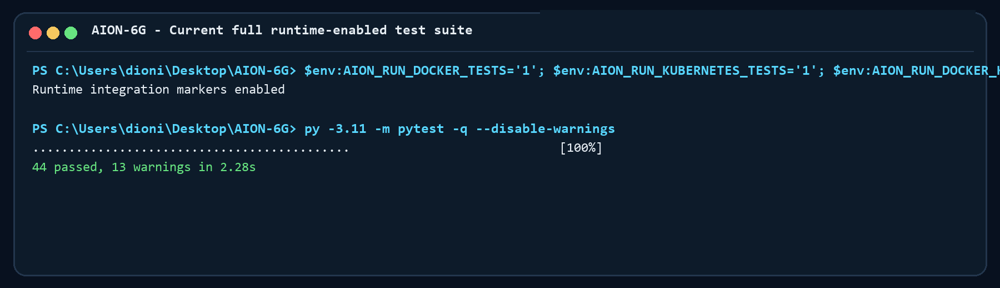 AION-6G - Current full runtime-enabled test suite
PS C:\Users\dioni\Desktop\AION-6G> $env:AION_RUN_DOCKER_TESTS='1'; $env:AION_RUN_KUBERNETES_TESTS='1'; $env:AION_RUN_DOCKER_K
Runtime integration markers enabled
PS C:\Users\dioni\Desktop\AION-6G> py -3.11 -m pytest -q --disable-warnings
............................................ [100%]
44 passed, 13 warnings in 2.28s